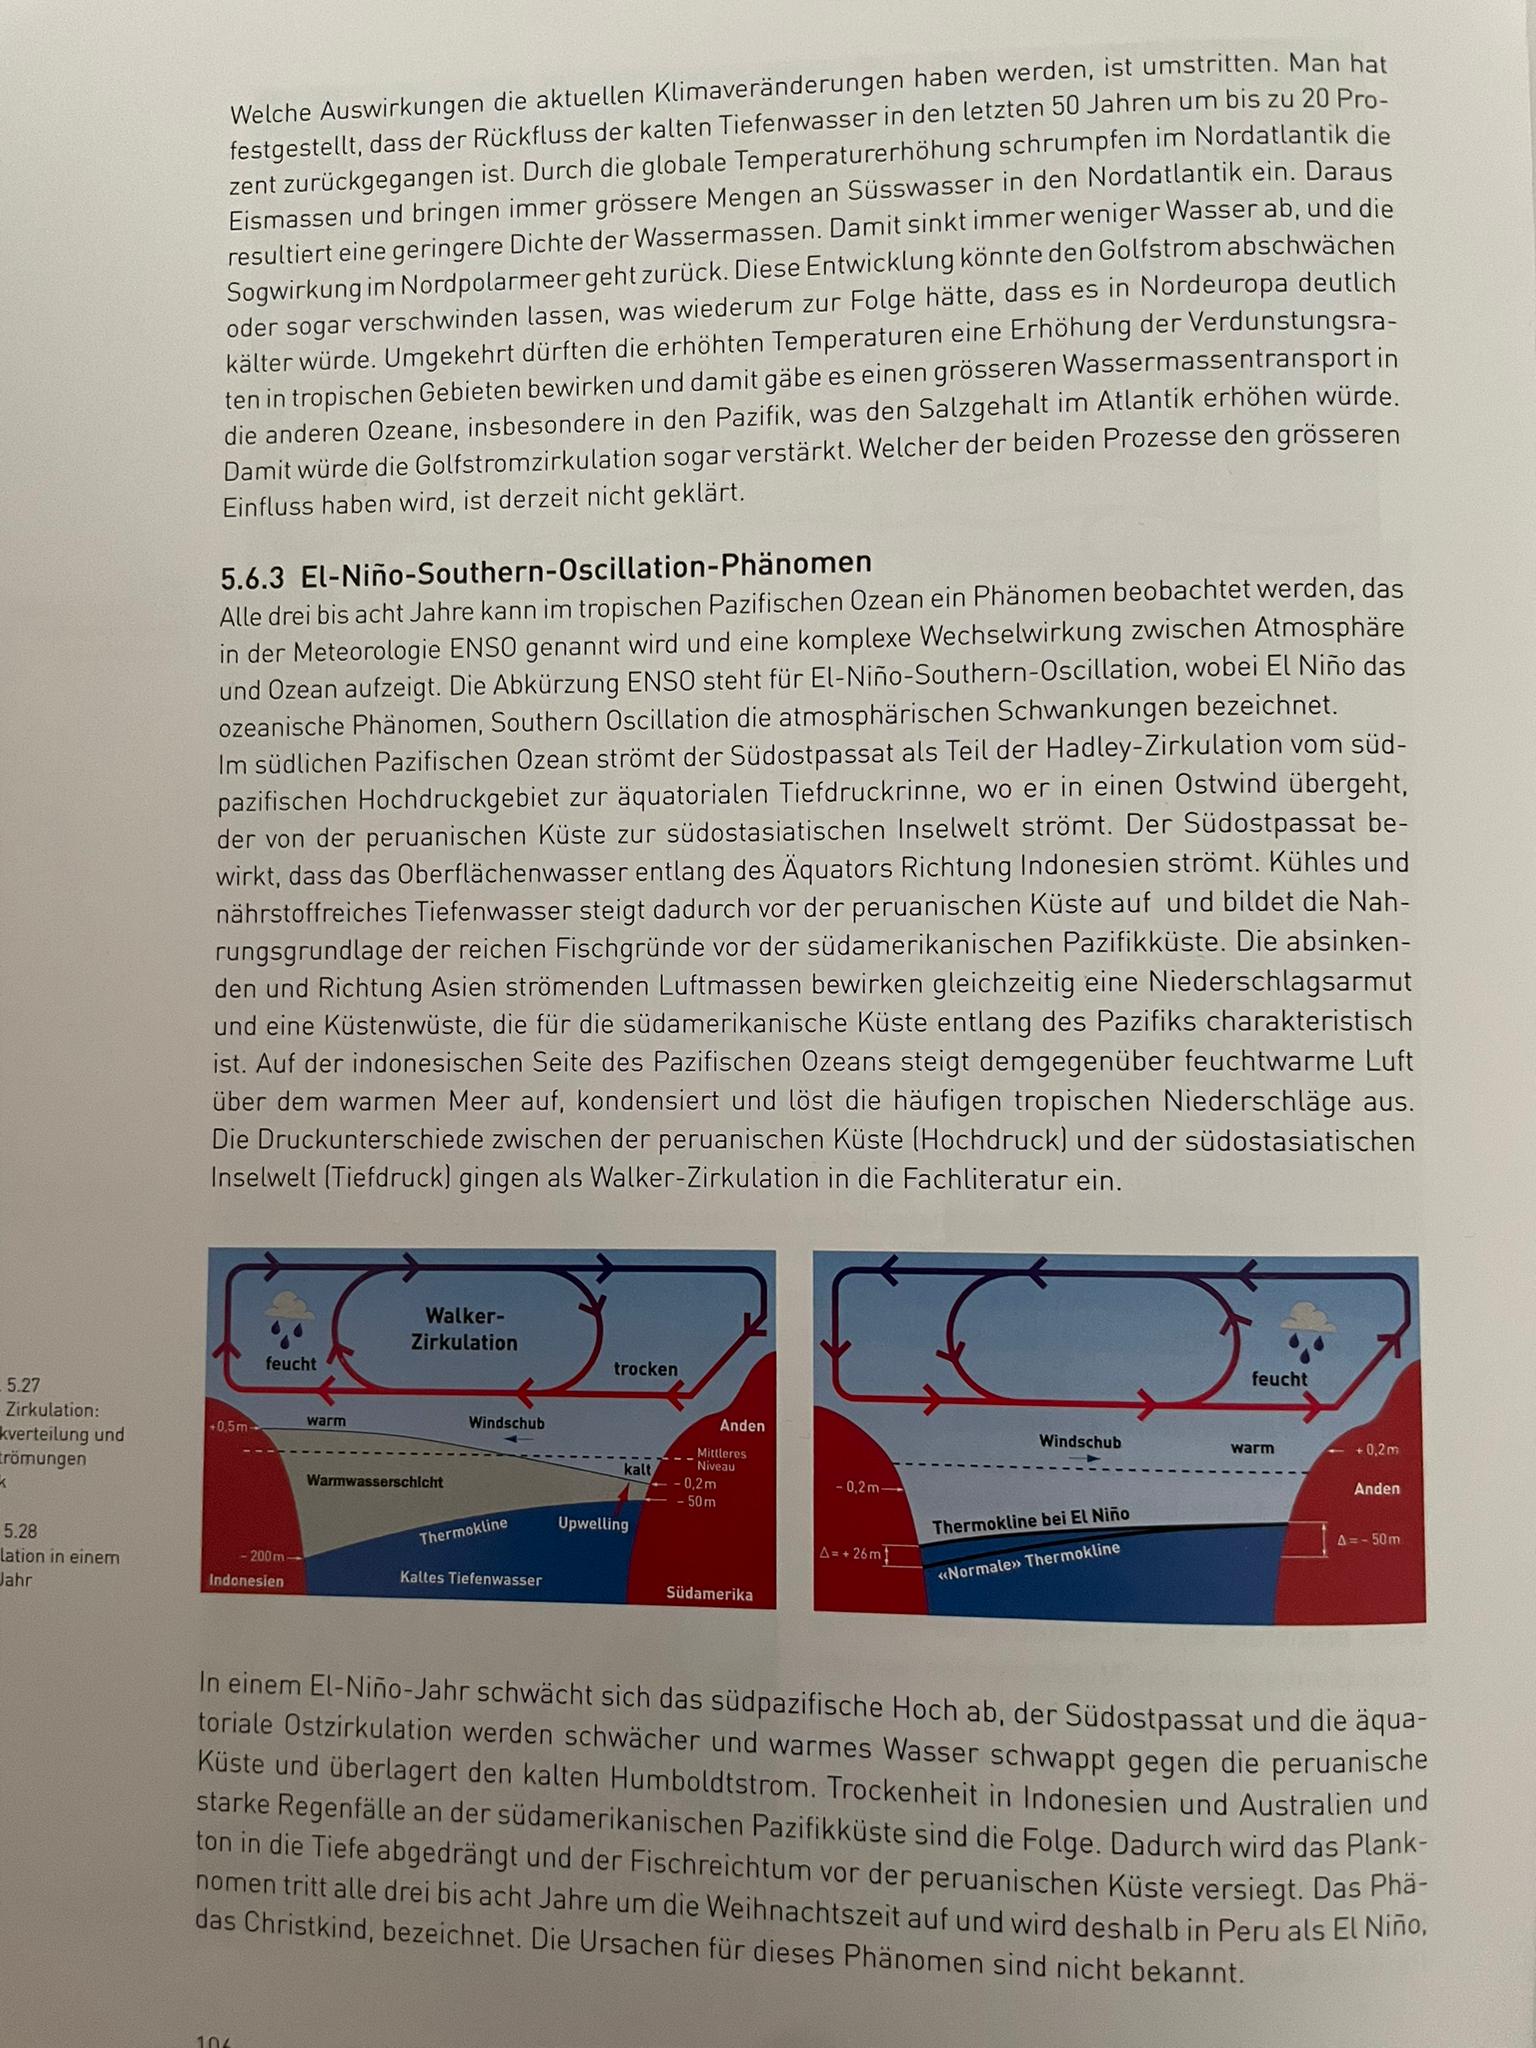 Welche Auswirkungen die aktuellen Klimaveränderungen haben werden, ist umstritten. Man hat
festgestellt, dass der Rückfluss der kalten Tiefenwasser in den letzten 50 Jahren um bis zu 20 Pro-
zent zurückgegangen ist. Durch die globale Temperaturerhöhung schrumpfen im Nordatlantik die
Eismassen und bringen immer grössere Mengen an Süsswasser in den Nordatlantik ein. Daraus
resultiert eine geringere Dichte der Wassermassen. Damit sinkt immer weniger Wasser ab, und die
Sogwirkung im Nordpolarmeer geht zurück. Diese Entwicklung könnte den Golfstrom abschwächen
oder sogar verschwinden lassen, was wiederum zur Folge hätte, dass es in Nordeuropa deutlich
kälter würde. Umgekehrt dürften die erhöhten Temperaturen eine Erhöhung der Verdunstungsra-
ten in tropischen Gebieten bewirken und damit gäbe es einen grösseren Wassermassentransport in
die anderen Ozeane, insbesondere in den Pazifik, was den Salzgehalt im Atlantik erhöhen würde.
Damit würde die Golfstromzirkulation sogar verstärkt. Welcher der beiden Prozesse den grösseren
Einfluss haben wird, ist derzeit nicht geklärt.
5.6.3 El-Niño-Southern-Oscillation-Phänomen
Alle drei bis acht Jahre kann im tropischen Pazifischen Ozean ein Phänomen beobachtet werden, das
in der Meteorologie ENSO genannt wird und eine komplexe Wechselwirkung zwischen Atmosphäre
und Ozean aufzeigt. Die Abkürzung ENSO steht für El-Niño-Southern-Oscillation, wobei El Niño das
ozeanische Phänomen, Southern Oscillation die atmosphärischen Schwankungen bezeichnet.
Im südlichen Pazifischen Ozean strömt der Südostpassat als Teil der Hadley-Zirkulation vom süd-
pazifischen Hochdruckgebiet zur äquatorialen Tiefdruckrinne, wo er in einen Ostwind übergeht,
der von der peruanischen Küste zur südostasiatischen Inselwelt strömt. Der Südostpassat be-
wirkt, dass das Oberflächenwasser entlang des Äquators Richtung Indonesien strömt. Kühles und
nährstoffreiches Tiefenwasser steigt dadurch vor der peruanischen Küste auf und bildet die Nah-
rungsgrundlage der reichen Fischgründe vor der südamerikanischen Pazifikküste. Die absinken-
den und Richtung Asien strömenden Luftmassen bewirken gleichzeitig eine Niederschlagsarmut
und eine Küstenwüste, die für die südamerikanische Küste entlang des Pazifiks charakteristisch
ist. Auf der indonesischen Seite des Pazifischen Ozeans steigt demgegenüber feuchtwarme Luft
über dem warmen Meer auf, kondensiert und löst die häufigen tropischen Niederschläge aus.
Die Druckunterschiede zwischen der peruanischen Küste (Hochdruck) und der südostasiatischen
Inselwelt (Tiefdruck) gingen als Walker-Zirkulation in die Fachliteratur ein.
5.27
Zirkulation:
kverteilung und
trömungen
k
5.28
lation in einem
Jahr
Walker-
Zirkulation
feucht
trocken
+0,5m
warm
Windschub
Anden
Mittleres
Niveau
kalt
- 0,2m
- 50m
Warmwasserschicht
Thermokline
Upwelling
- 200m
Indonesien
Kaltes Tiefenwasser
Südamerika
feucht
Windschub
warm
+ 0,2m
- 0,2m
Anden
Thermokline bei El Niño
Δ= + 26m
«Normale» Thermokline
Δ= - 50m
In einem El-Niño-Jahr schwächt sich das südpazifische Hoch ab, der Südostpassat und die äqua-
toriale Ostzirkulation werden schwächer und warmes Wasser schwappt gegen die peruanische
Küste und überlagert den kalten Humboldtstrom. Trockenheit in Indonesien und Australien und
starke Regenfälle an der südamerikanischen Pazifikküste sind die Folge. Dadurch wird das Plank-
ton in die Tiefe abgedrängt und der Fischreichtum vor der peruanischen Küste versiegt. Das Phä-
nomen tritt alle drei bis acht Jahre um die Weihnachtszeit auf und wird deshalb in Peru als El Niño,
das Christkind, bezeichnet. Die Ursachen für dieses Phänomen sind nicht bekannt.